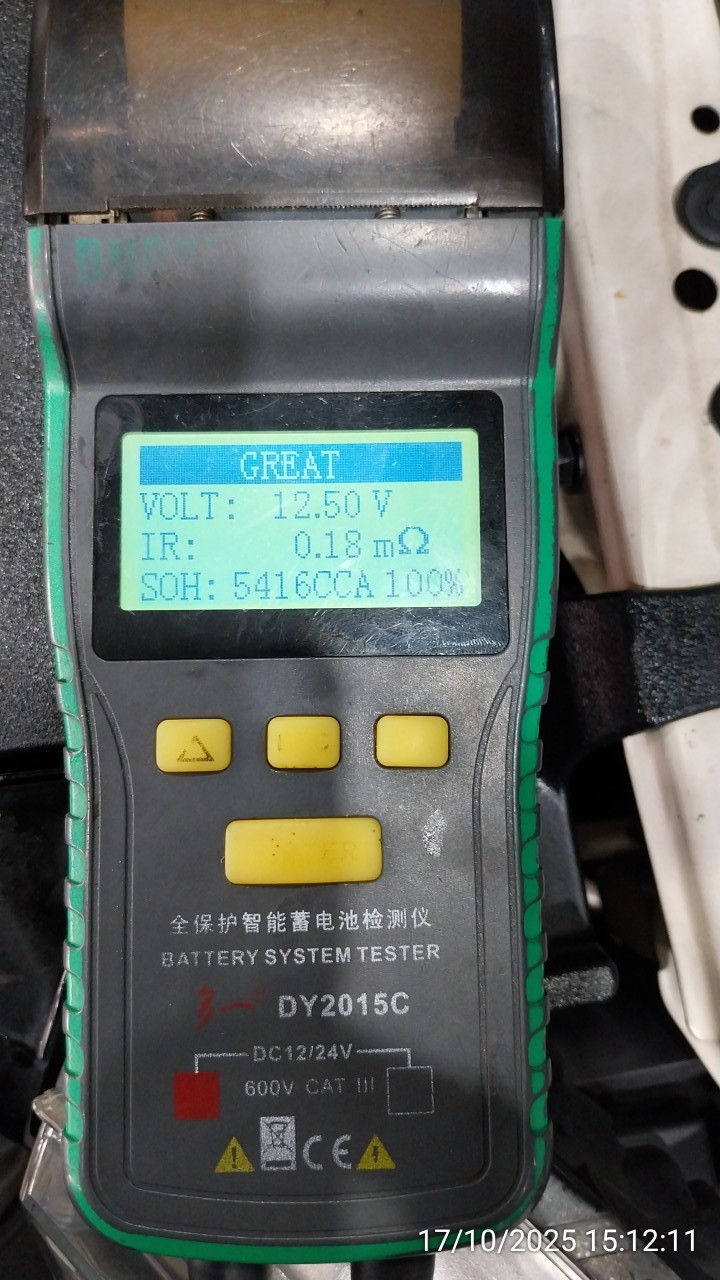 GREAT
VOLT: 12.50 V
IR: 0.18 mΩ
SOH: 5416CCA 100%
全保护智能蓄电池检测仪
BATTERY SYSTEM TESTER
DY2015C
DC12/24V
600V CAT III
CE
17/10/2025 15:12:11